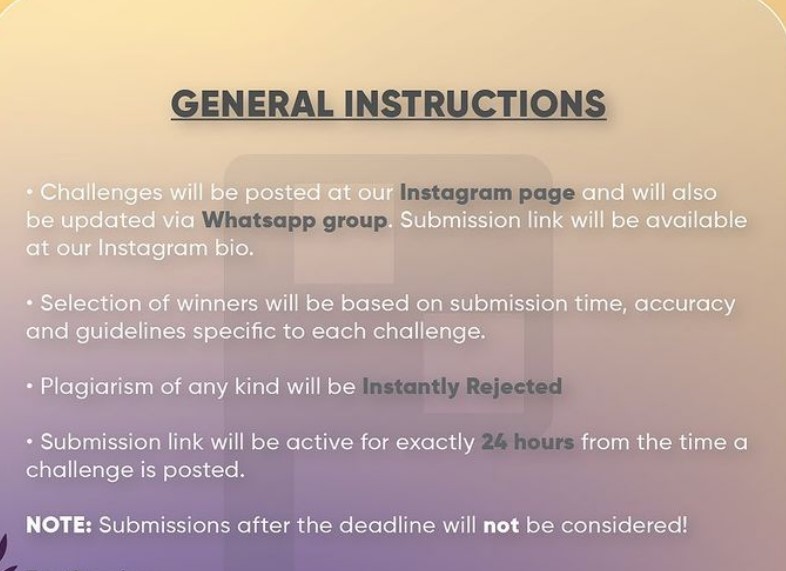 GENERAL INSTRUCTIONS
• Challenges will be posted at our Instagram page and will also
be updated via Whatsapp group. Submission link will be available
at our Instagram bio.
• Selection of winners will be based on submission time, accuracy
and guidelines specific to each challenge.
• Plagiarism of any kind will be Instantly Rejected
• Submission link will be active for exactly 24 hours from the time a
challenge is posted.
NOTE: Submissions after the deadline will not be considered!